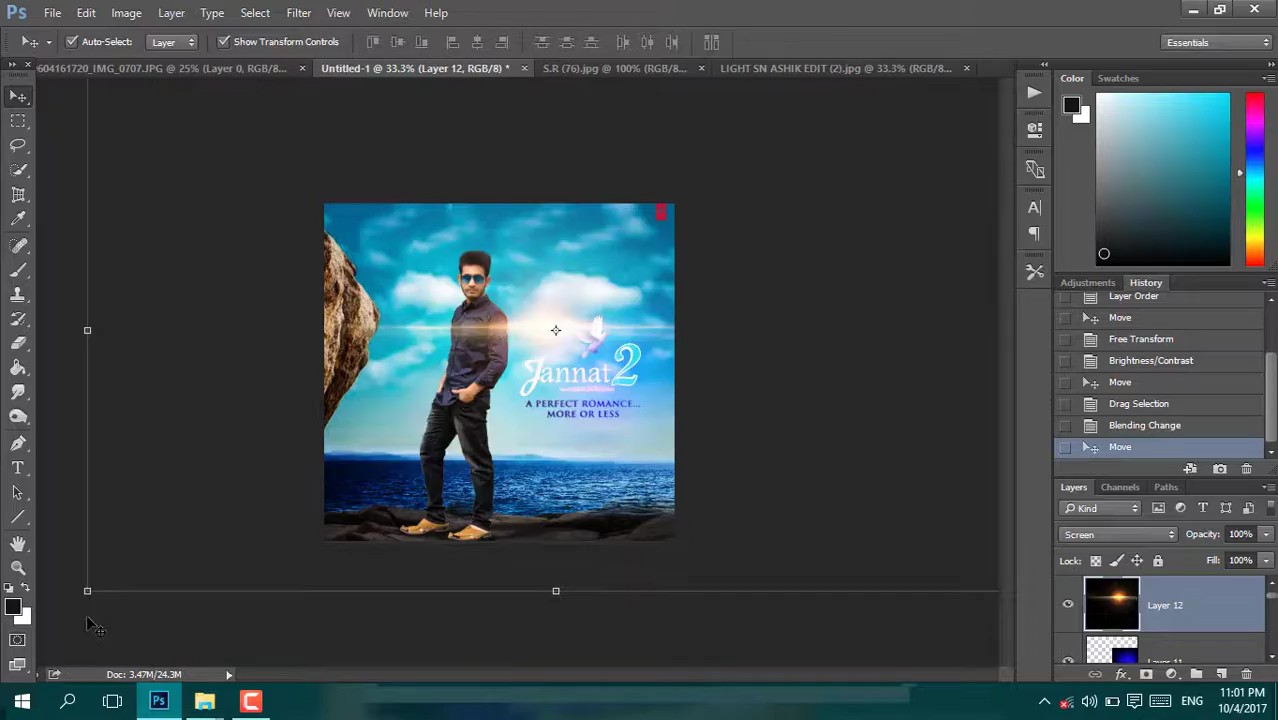 Ps File Edit Image Layer Type Select Filter View Window Help
Auto-Select: Layer Show Transform Controls Essentials
604161720_IMG_0707.JPG @ 25% (Layer 0, RGB/8... × Untitled-1 @ 33.3% (Layer 12, RGB/8) * × S.R (76).jpg @ 100% (RGB/8... × LIGHT SN ASHIK EDIT (2).jpg @ 33.3% (RGB/8... ×
Color Swatches
Jannat 2
A PERFECT ROMANCE...
MORE OR LESS
Adjustments History
Layer Order
Move
Free Transform
Brightness/Contrast
Move
Drag Selection
Blending Change
Move
Layers Channels Paths
Kind
Screen Opacity: 100%
Lock: Fill: 100%
Layer 12
Layer 11
Doc: 3.47M/24.3M
Ps ENG 11:01 PM
10/4/2017